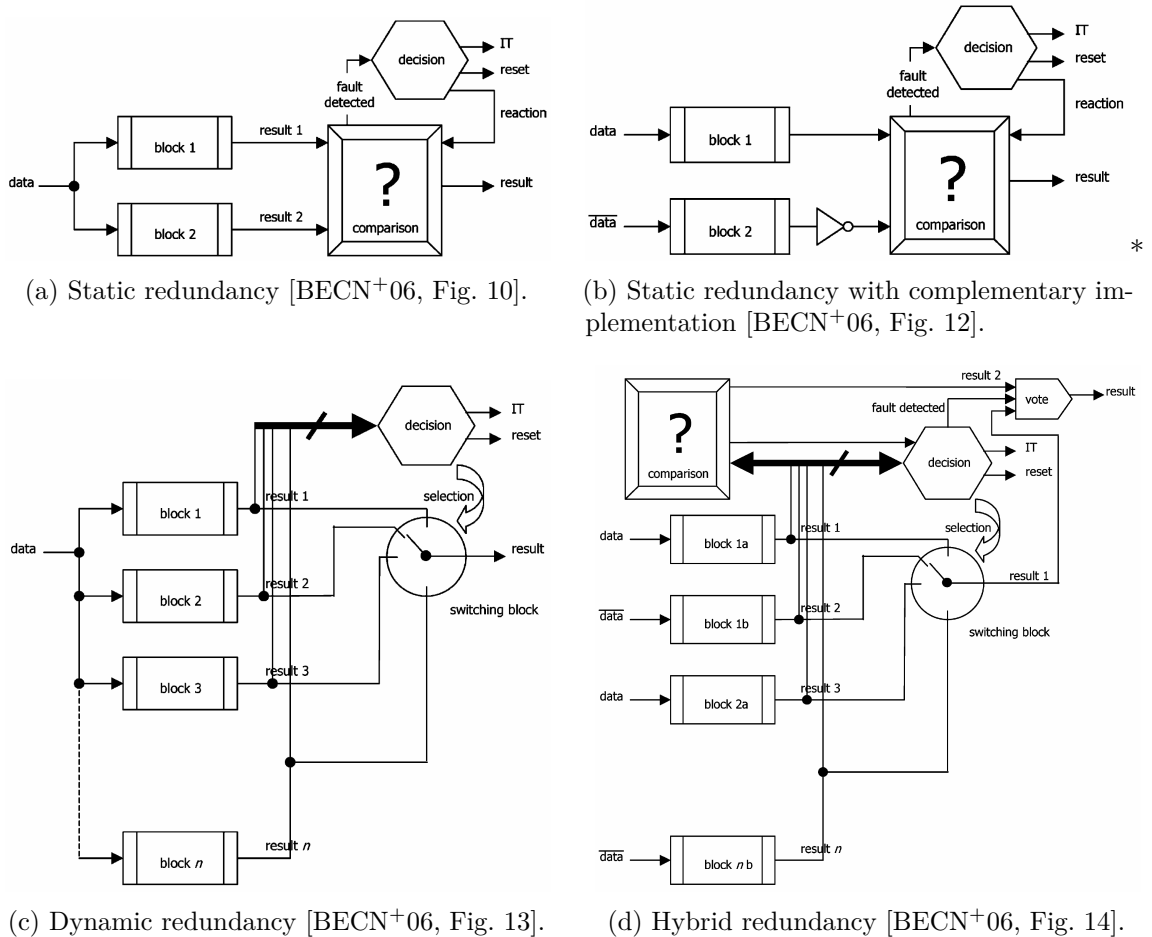 IT
reset
decision
fault
detected
reaction
data
block 1
result 1
block 2
result 2
?
comparison
result
(a) Static redundancy [BECN+06, Fig. 10].
IT
reset
decision
fault
detected
reaction
data
block 1
data
block 2
?
comparison
result
*
(b) Static redundancy with complementary im-
plementation [BECN+06, Fig. 12].
IT
reset
decision
selection
data
block 1
result 1
block 2
result 2
block 3
result 3
result
switching block
block n
result n
(c) Dynamic redundancy [BECN+06, Fig. 13].
?
comparison
result 2
vote
result
fault detected
decision
IT
reset
selection
data
block 1a
result 1
data
block 1b
result 2
data
block 2a
result 3
result 1
switching block
data
block n b
result n
(d) Hybrid redundancy [BECN+06, Fig. 14].